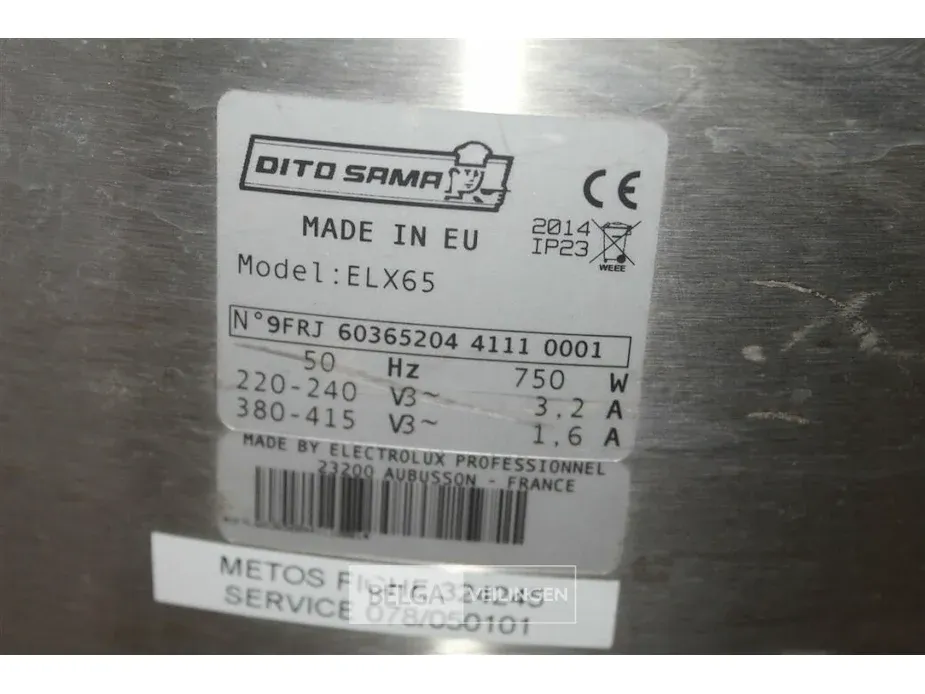 DITO SAMA
CE
MADE IN EU
2014
IP23
WEEE
Model:ELX65
N°9FRJ 60365204 4111 0001
50 Hz 750 W
220-240 V3~ 3,2 A
380-415 V3~ 1,6 A
MADE BY ELECTROLUX PROFESSIONNEL
23200 AUBUSSON - FRANCE
METOS
SERVICE 078/050101
BELGA VEILINGEN